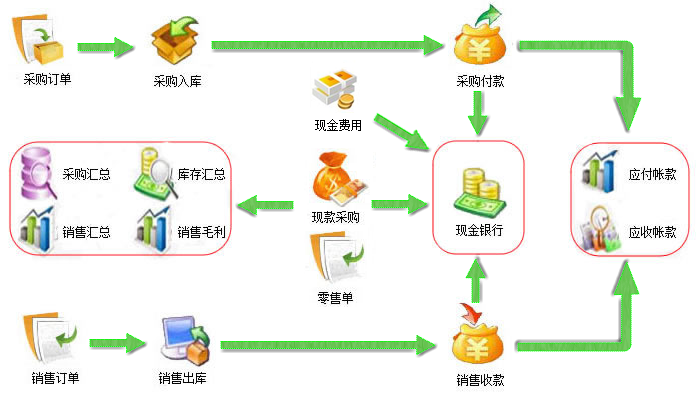 采购订单
采购入库
采购付款
现金费用
采购汇总
库存汇总
销售汇总
销售毛利
现款采购
零售单
现金银行
应付帐款
应收帐款
销售订单
销售出库
销售收款